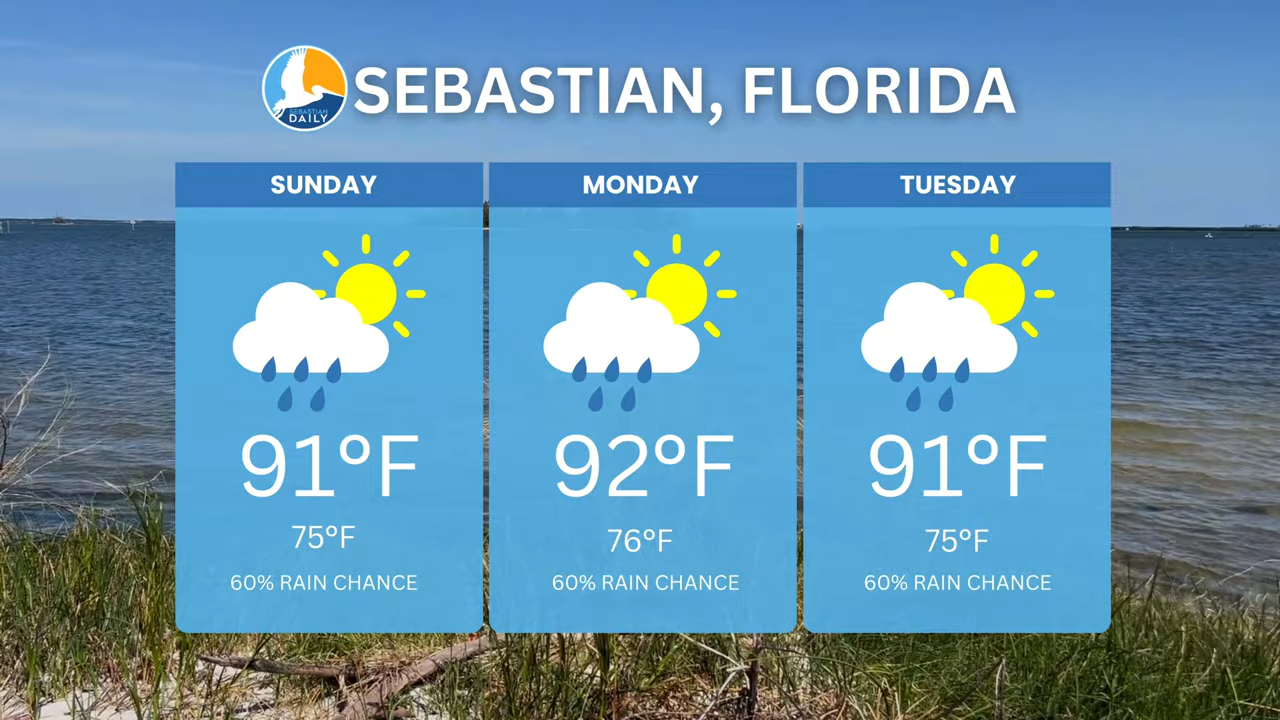 SEBASTIAN
DAILY
SEBASTIAN, FLORIDA
SUNDAY
91°F
75°F
60% RAIN CHANCE
MONDAY
92°F
76°F
60% RAIN CHANCE
TUESDAY
91°F
75°F
60% RAIN CHANCE